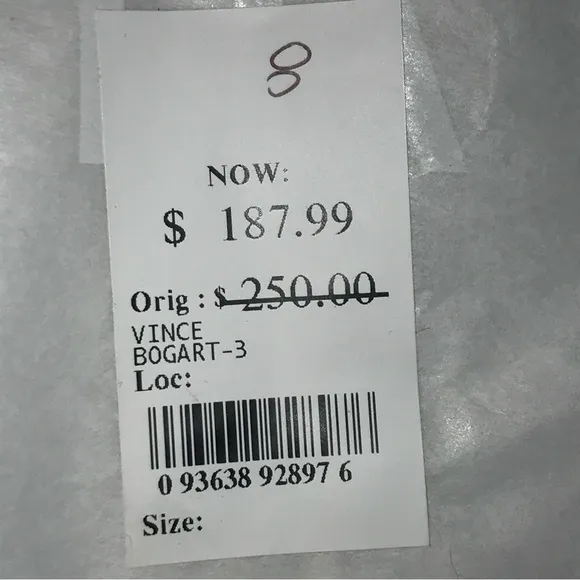 8
NOW:
$ 187.99
Orig : $ 250.00
VINCE
BOGART-3
Loc:
0 93638 92897 6
Size: